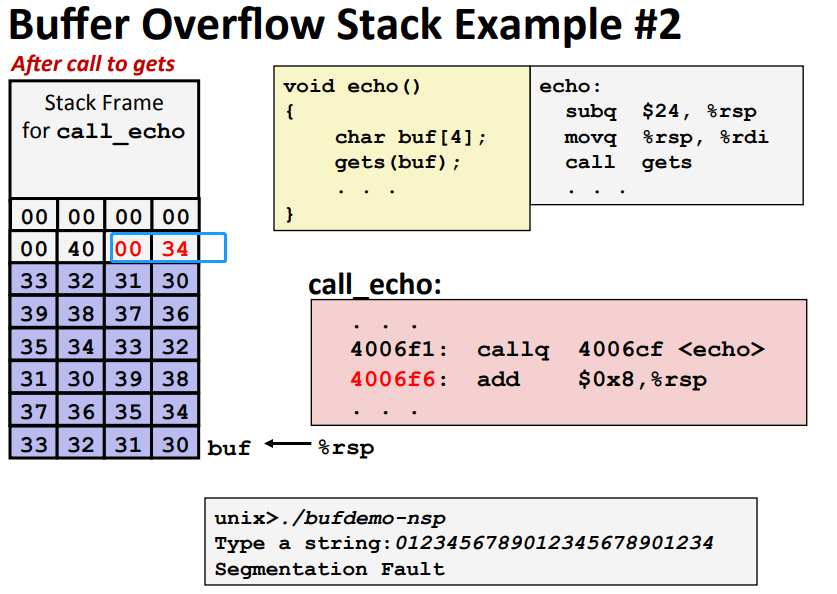 Buffer Overflow Stack Example #2
After call to gets
Stack Frame
for call_echo
00 00 00 00
00 40 00 34
33 32 31 30
39 38 37 36
35 34 33 32
31 30 39 38
37 36 35 34
33 32 31 30
buf
%rsp
void echo()
{
char buf[4];
gets(buf);
. . .
}
echo:
subq $24, %rsp
movq %rsp, %rdi
call gets
. . .
call_echo:
. . .
4006f1: callq 4006cf <echo>
4006f6: add $0x8,%rsp
. . .
unix>./bufdemo-nsp
Type a string:0123456789012345678901234
Segmentation Fault